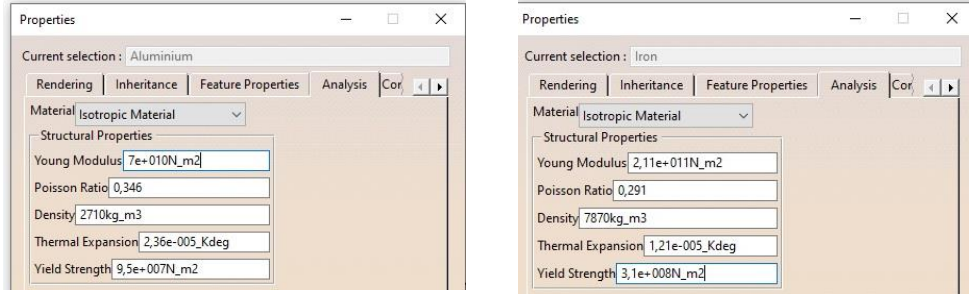 Properties
Current selection : Aluminium
Rendering Inheritance Feature Properties Analysis Cor
Material Isotropic Material
Structural Properties
Young Modulus 7e+010N_m2
Poisson Ratio 0,346
Density 2710kg_m3
Thermal Expansion 2,36e-005_Kdeg
Yield Strength 9,5e+007N_m2
Properties
Current selection : Iron
Rendering Inheritance Feature Properties Analysis Cor
Material Isotropic Material
Structural Properties
Young Modulus 2,11e+011N_m2
Poisson Ratio 0,291
Density 7870kg_m3
Thermal Expansion 1,21e-005_Kdeg
Yield Strength 3,1e+008N_m2